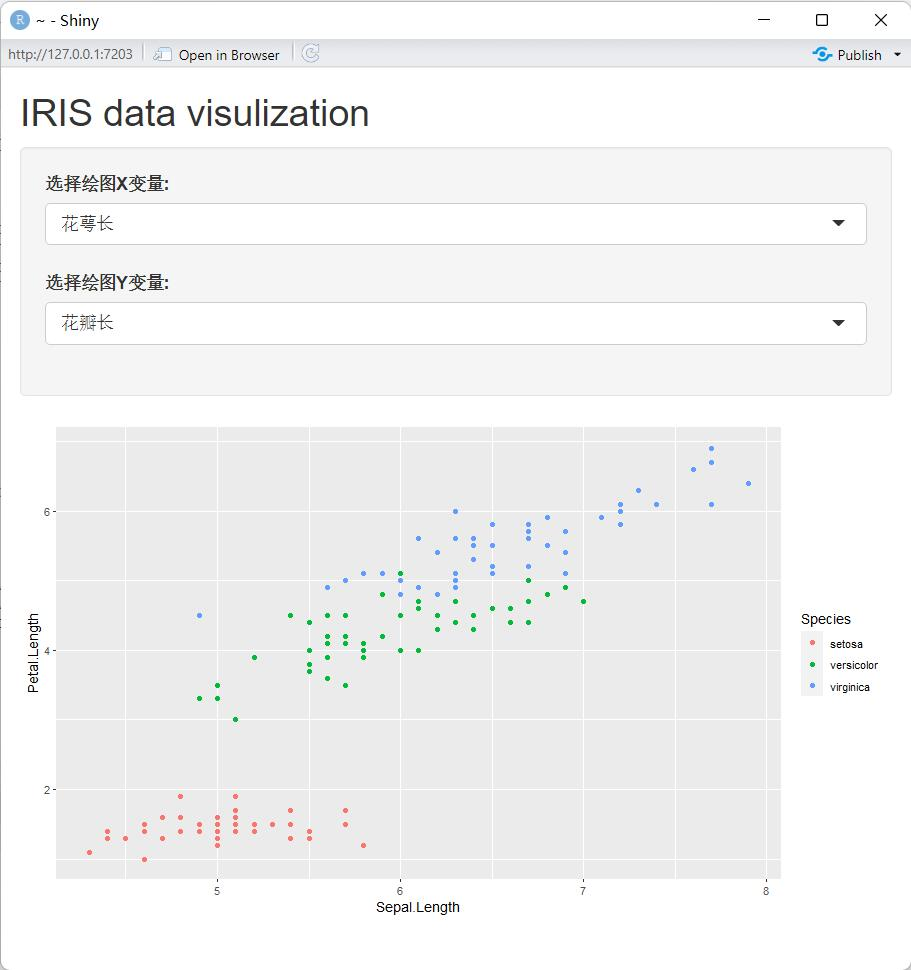 R ~ - Shiny
http://127.0.0.1:7203 Open in Browser Publish
IRIS data visulization
选择绘图X变量:
花萼长
选择绘图Y变量:
花瓣长
6
4
2
Petal.Length
5 6 7 8
Sepal.Length
Species
setosa
versicolor
virginica